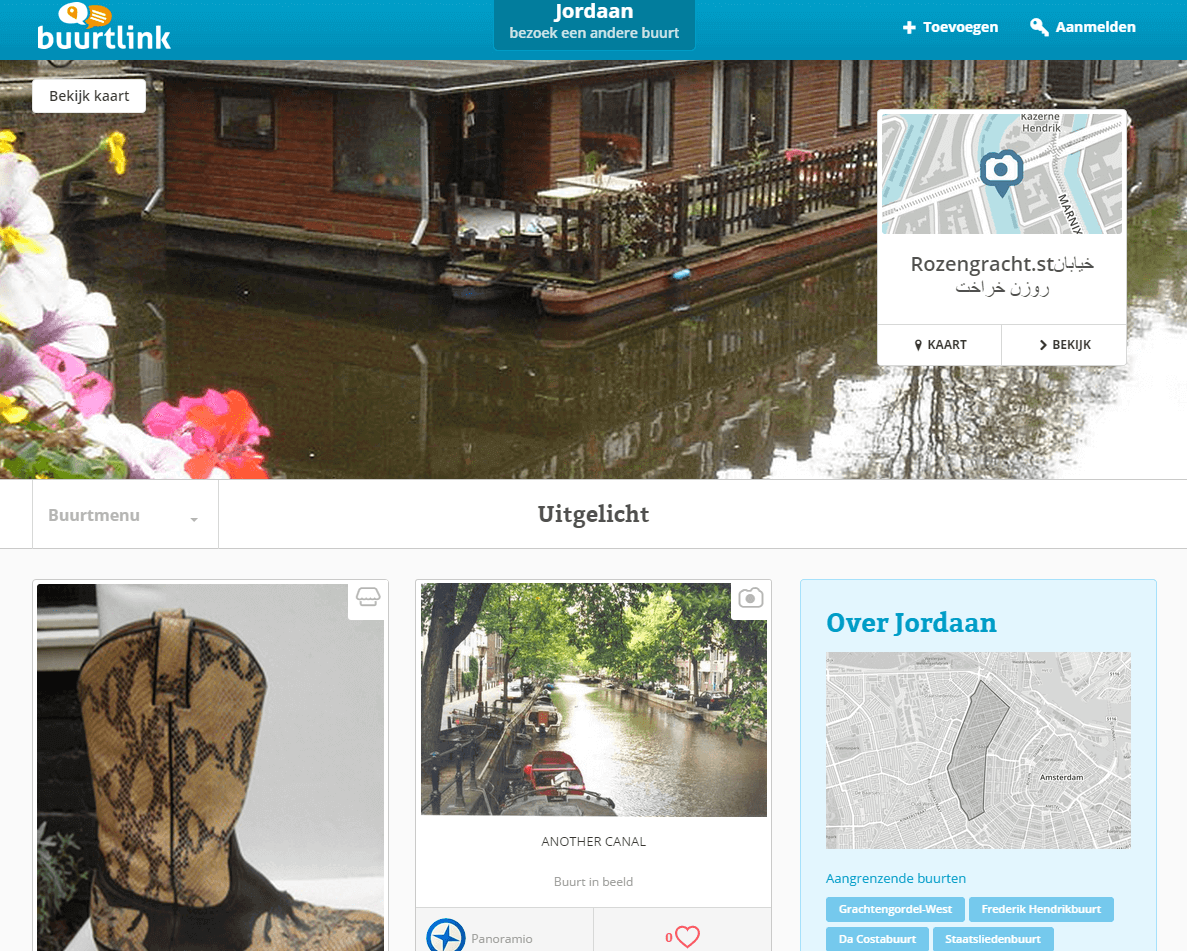 buurtlink
Jordaan
bezoek een andere buurt
Toevoegen
Aanmelden
Bekijk kaart
Kazerne
Hendrik
MARNIX
Rozengracht.stخیابان
روزن خراخت
KAART
BEKIJK
Buurtmenu
Uitgelicht
ANOTHER CANAL
Buurt in beeld
Panoramio
0
Over Jordaan
Amsterdam
Aangrenzende buurten
Grachtengordel-West
Frederik Hendrikbuurt
Da Costabuurt
Staatsliedenbuurt